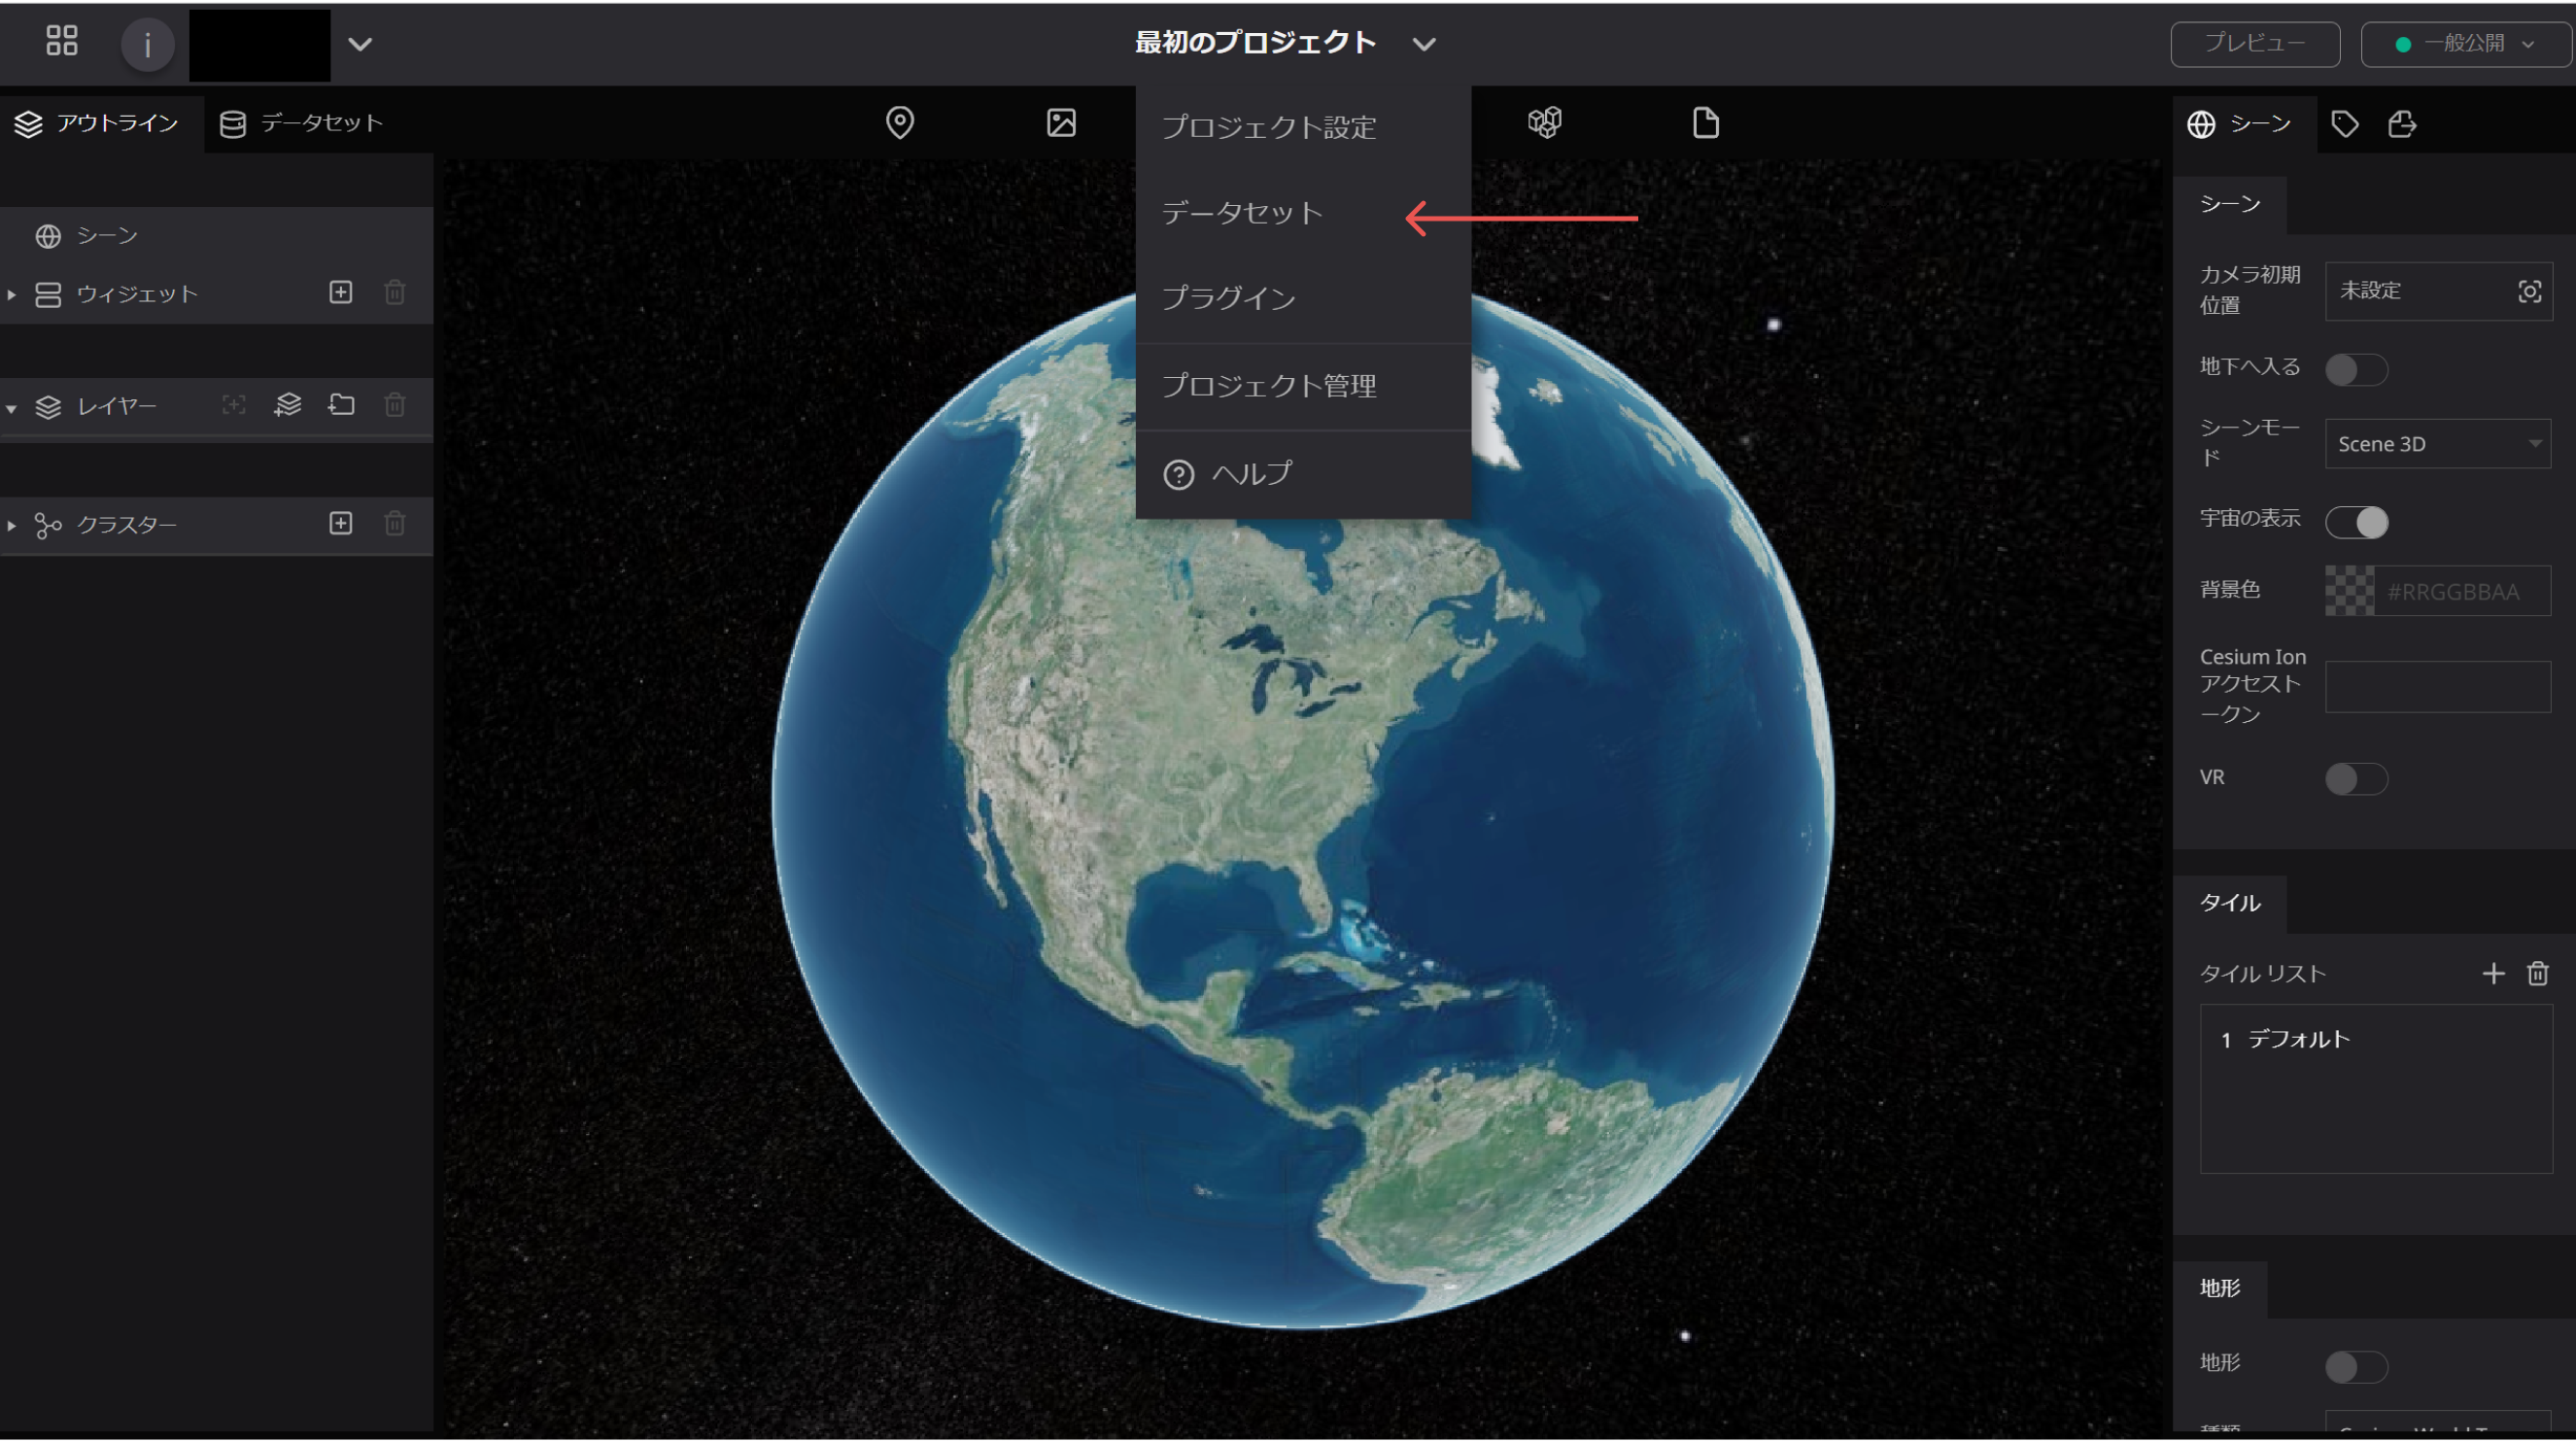 i
最初のプロジェクト
プレビュー
一般公開
アウトライン
データセット
シーン
ウィジェット
レイヤー
クラスター
プロジェクト設定
データセット
プラグイン
プロジェクト管理
ヘルプ
シーン
シーン
カメラ初期
位置
未設定
地下へ入る
シーンモー
ド
Scene 3D
宇宙の表示
背景色
#RRGGBBAA
Cesium Ion
アクセスト
ークン
VR
タイル
タイル リスト
1 デフォルト
地形
地形